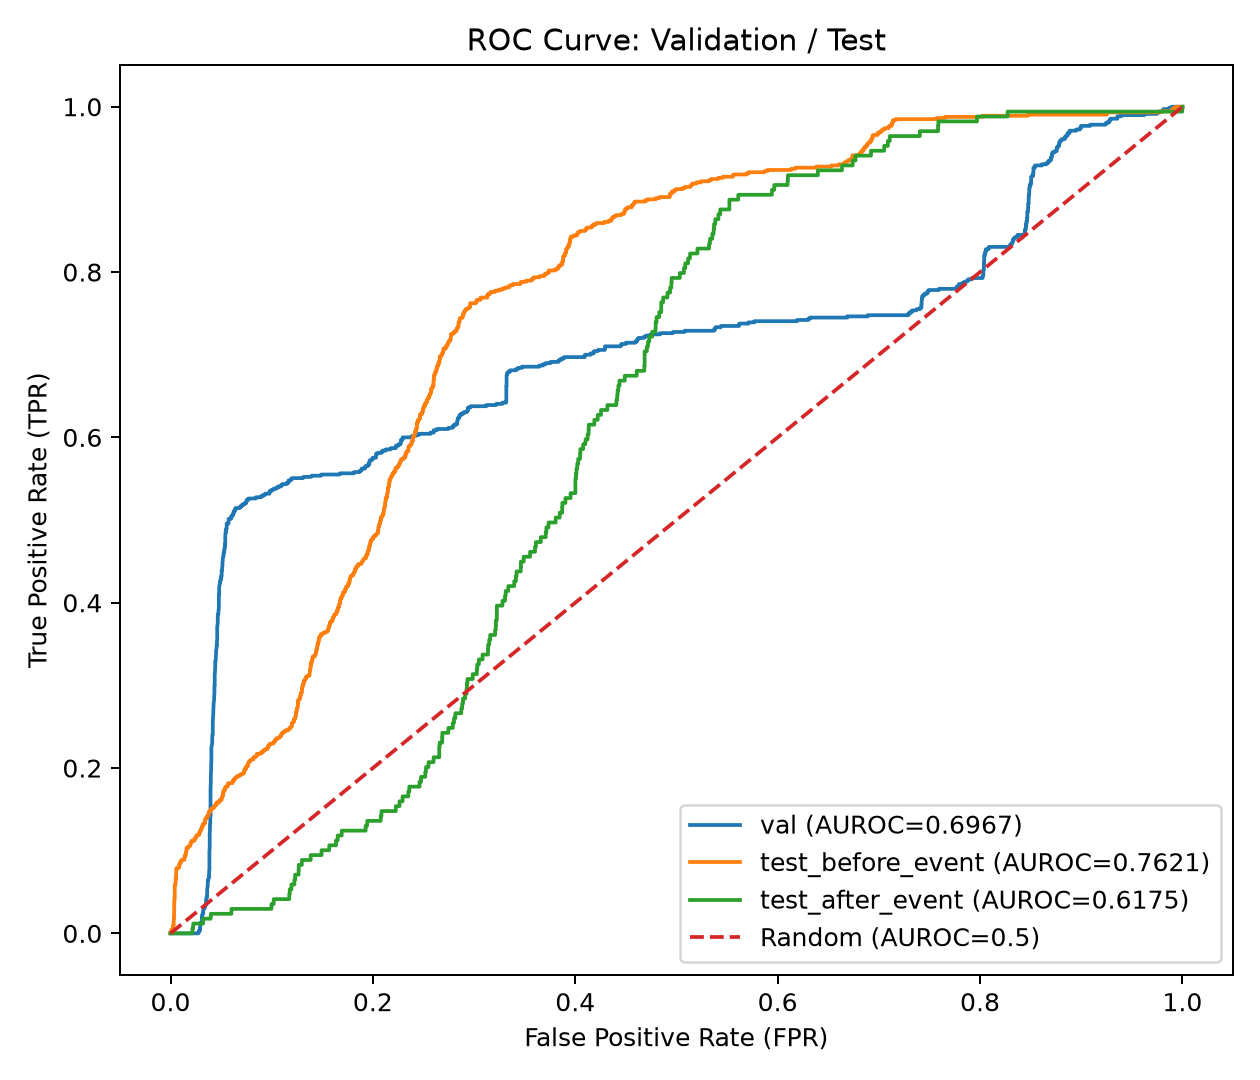 ROC Curve: Validation / Test
True Positive Rate (TPR)
1.0
0.8
0.6
0.4
0.2
0.0
0.0 0.2 0.4 0.6 0.8 1.0
False Positive Rate (FPR)
val (AUROC=0.6967)
test_before_event (AUROC=0.7621)
test_after_event (AUROC=0.6175)
Random (AUROC=0.5)